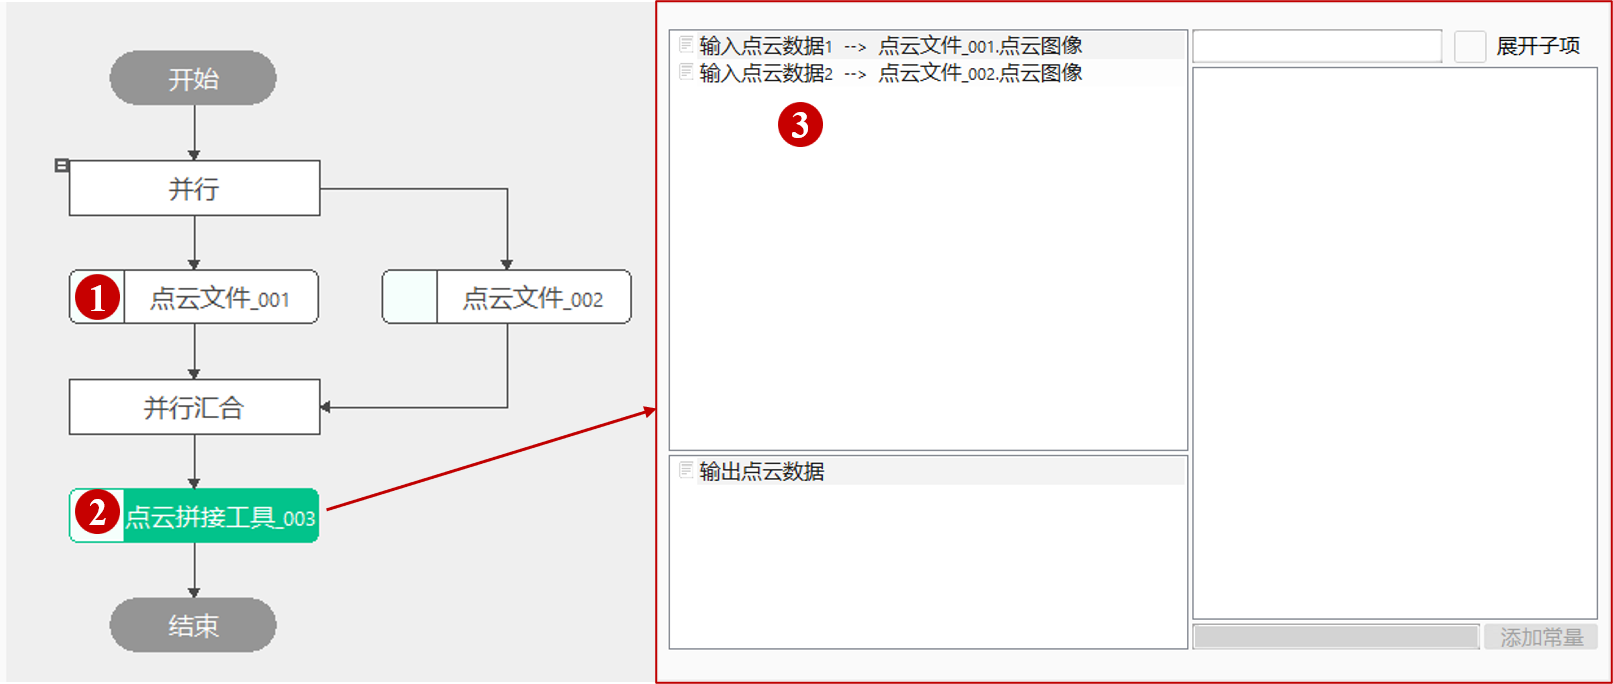 开始
并行
1
点云文件_001
点云文件_002
并行汇合
2
点云拼接工具_003
结束
输入点云数据1 --> 点云文件_001.点云图像
输入点云数据2 --> 点云文件_002.点云图像
3
输出点云数据
展开子项
添加常量